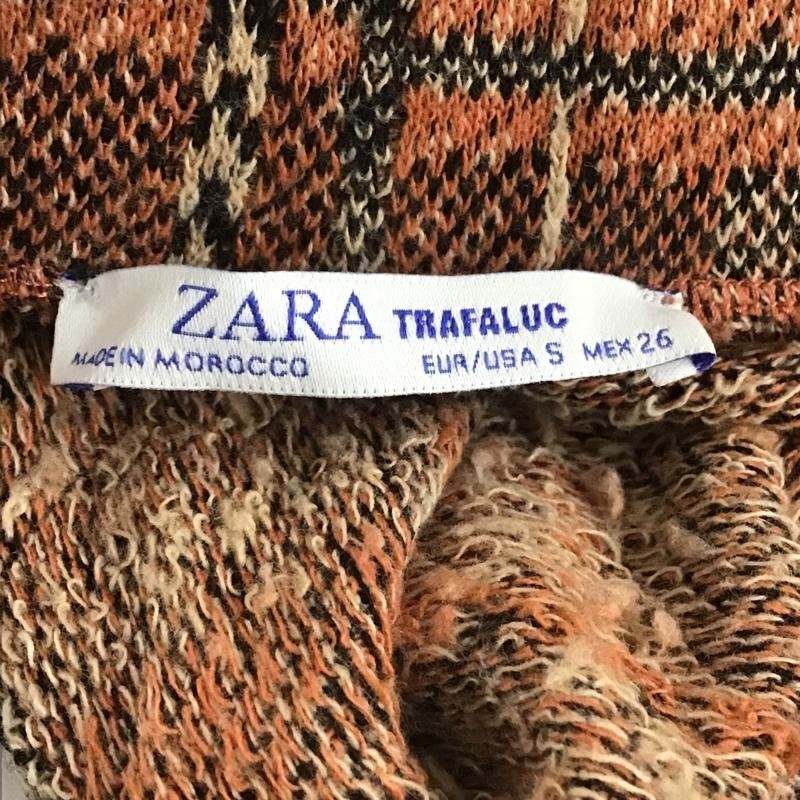 ZARA TRAFALUC
MADE IN MOROCCO EUR/USA S MEX 26